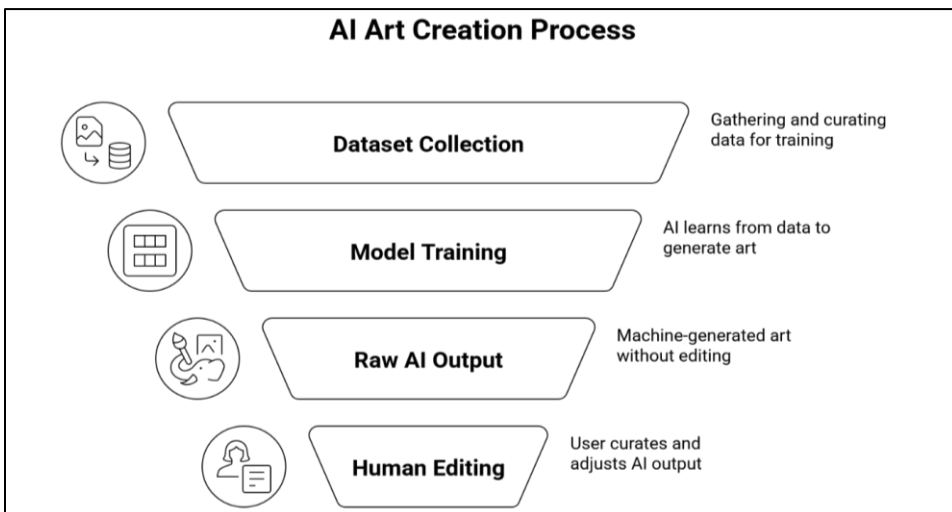 AI Art Creation Process
Dataset Collection
Gathering and curating
data for training
Model Training
AI learns from data to
generate art
Raw AI Output
Machine-generated art
without editing
Human Editing
User curates and
adjusts AI output